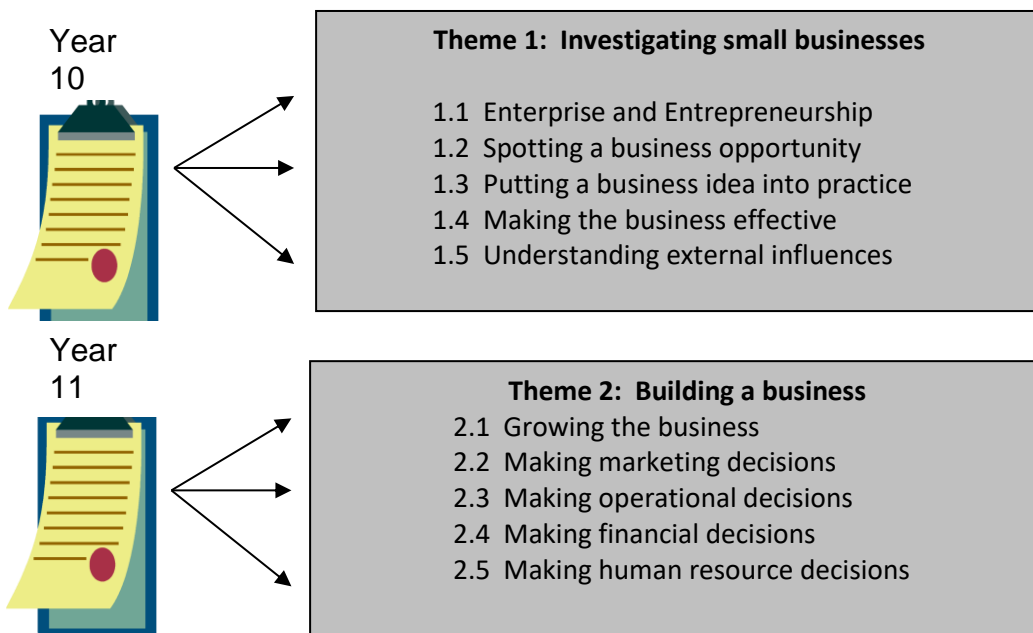 Year
10
Theme 1: Investigating small businesses
1.1 Enterprise and Entrepreneurship
1.2 Spotting a business opportunity
1.3 Putting a business idea into practice
1.4 Making the business effective
1.5 Understanding external influences
Year
11
Theme 2: Building a business
2.1 Growing the business
2.2 Making marketing decisions
2.3 Making operational decisions
2.4 Making financial decisions
2.5 Making human resource decisions